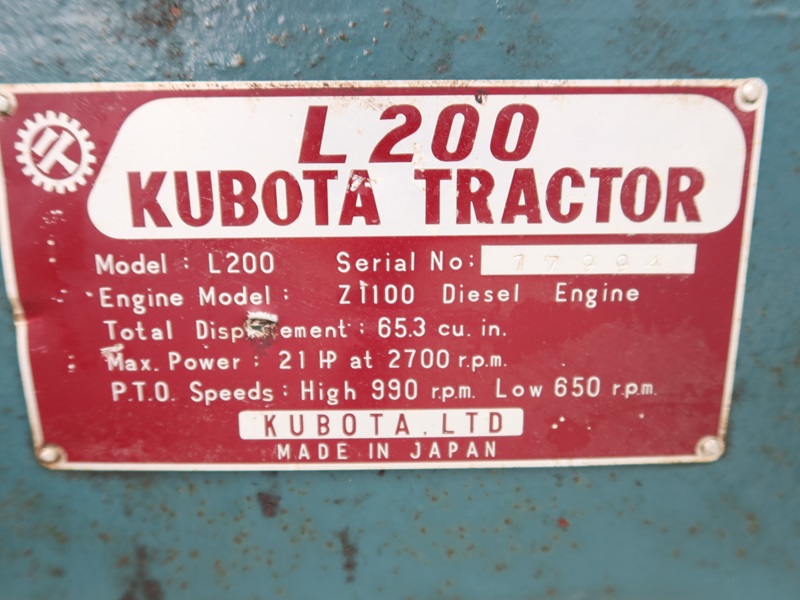 L200
KUBOTA TRACTOR
Model : L200 Serial No:
Engine Model : Z1100 Diesel Engine
Total : 65.3 cu. in.
Max. Power : 21 HP at 2700 r.p.m.
P.T.O. Speeds : High 990 r.p.m. Low 650 r.p.m.
KUBOTA, LTD
MADE IN JAPAN